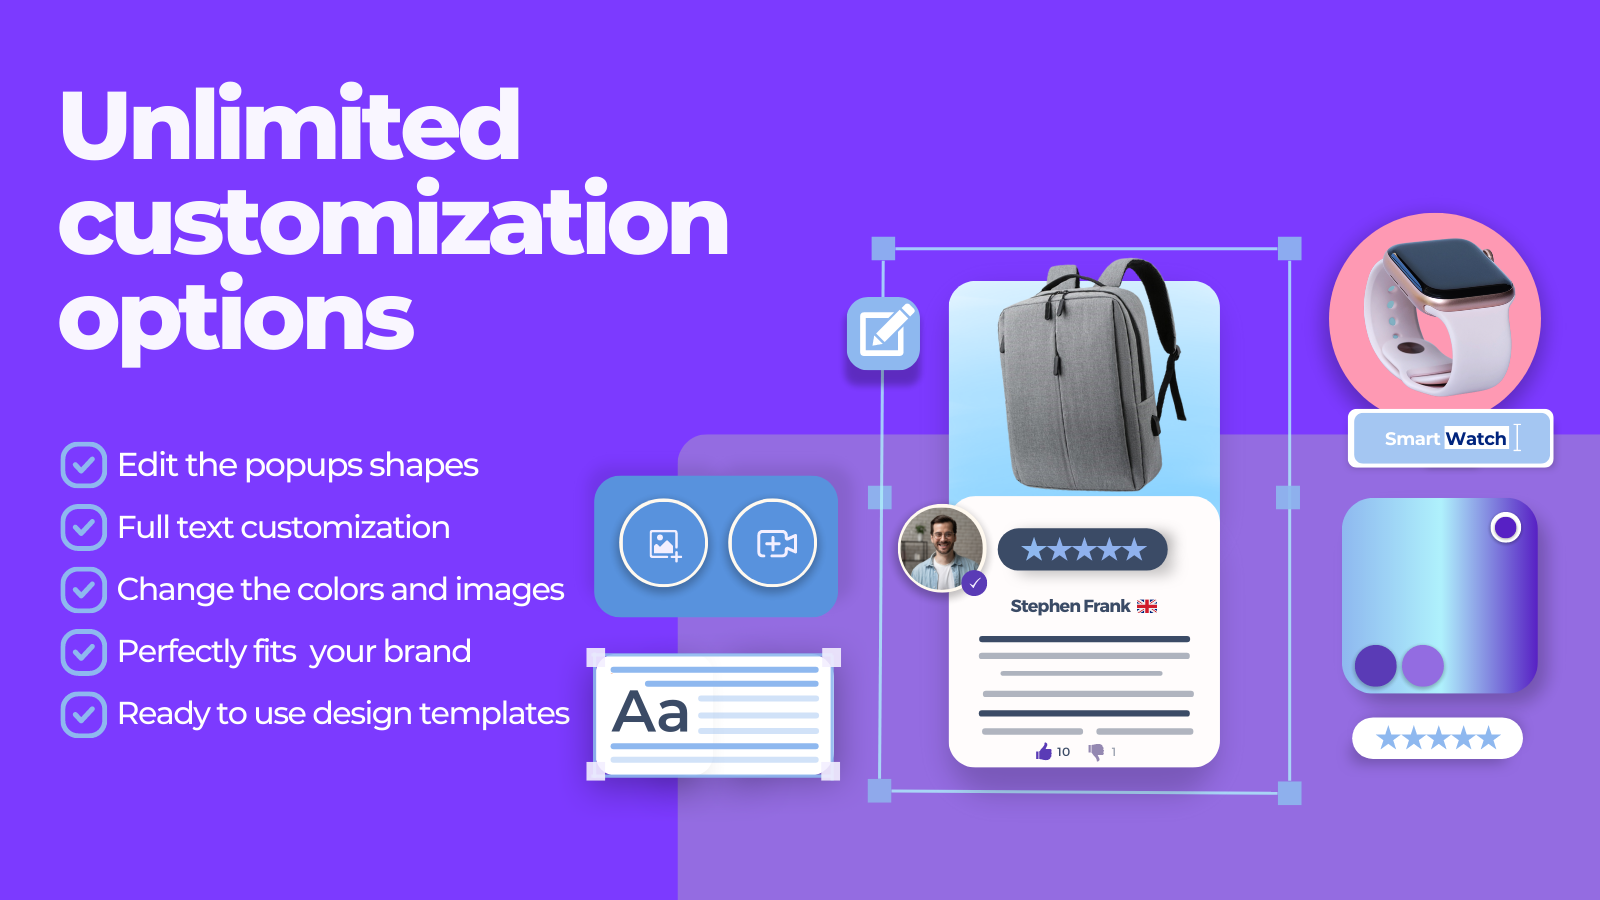 Unlimited
customization
options
Edit the popups shapes
Full text customization
Change the colors and images
Perfectly fits  your brand
Ready to use design templates
Aa
Stephen Frank
10
1
Smart Watch